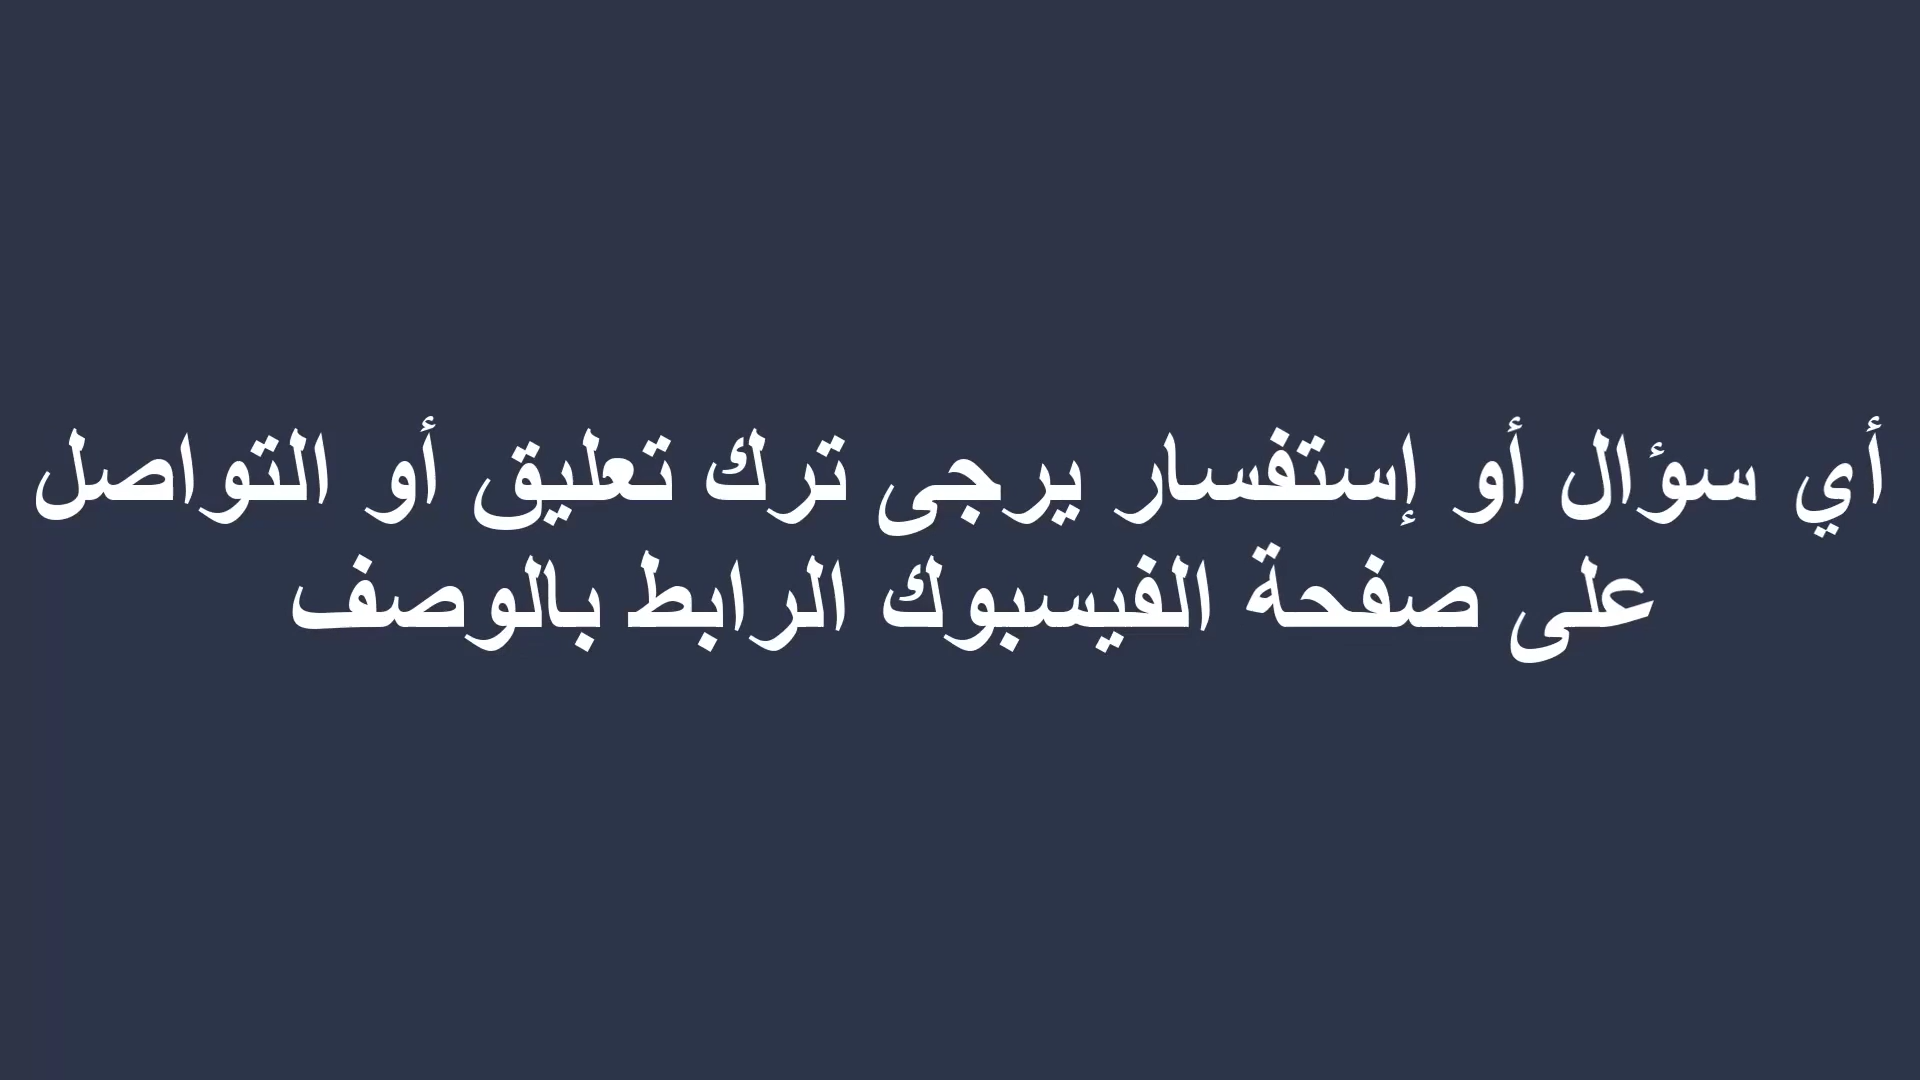 أي سؤال أو إستفسار يرجى ترك تعليق أو التواصل
على صفحة الفيسبوك الرابط بالوصف